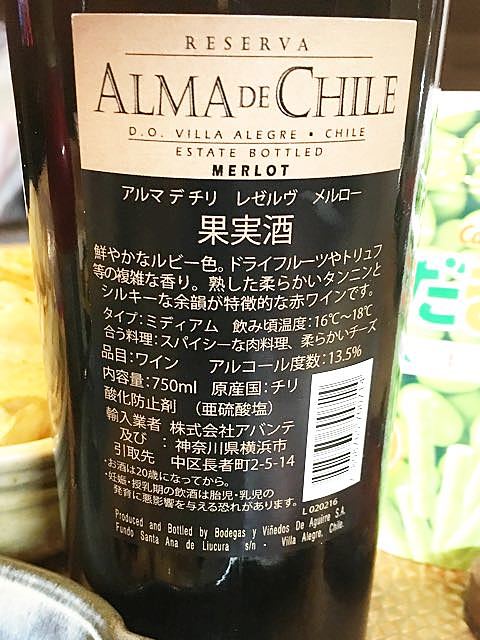 RESERVA
ALMA DE CHILE
D.O. VILLA ALEGRE • CHILE
ESTATE BOTTLED
MERLOT
アルマ デ チリ レゼルヴ メルロー
果実酒
鮮やかなルビー色。ドライフルーツやトリュフ
等の複雑な香り。熟した柔らかいタンニンと
シルキーな余韻が特徴的な赤ワインです。
タイプ:ミディアム 飲み頃温度:16℃〜18℃
合う料理:スパイシーな肉料理、柔らかいチーズ
品目:ワイン アルコール度数:13.5%
内容量:750ml 原産国:チリ
酸化防止剤 (亜硫酸塩)
輸入業者 株式会社アバンテ
及び : 神奈川県横浜市
引取先 中区長者町2-5-14
・お酒は20歳になってから。
・妊娠・授乳期の飲酒は胎児・乳児の
発育に悪影響を与える恐れがあります。
L 020216
Produced and Bottled by Bodegas y Viñedos De Aguirre S.A.
Fundo Santa Ana de Liucura s/n - Villa Alegre, Chile.